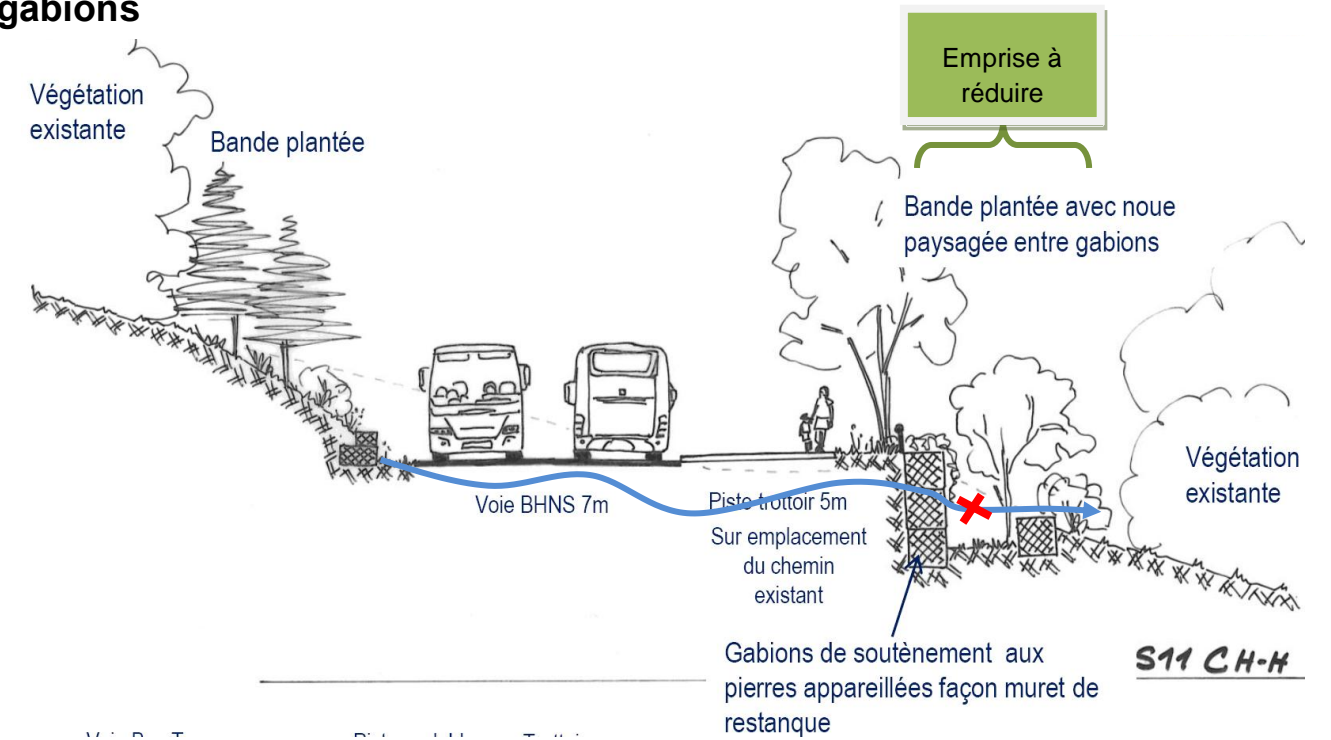 gabions
Emprise à
réduire
Végétation
existante
Bande plantée
Bande plantée avec noue
paysagée entre gabions
Végétation
existante
Voie BHNS 7m
Piste trottoir 5m
Sur emplacement
du chemin
existant
Gabions de soutènement aux
pierres appareillées façon muret de
restanque
S11 CH-H